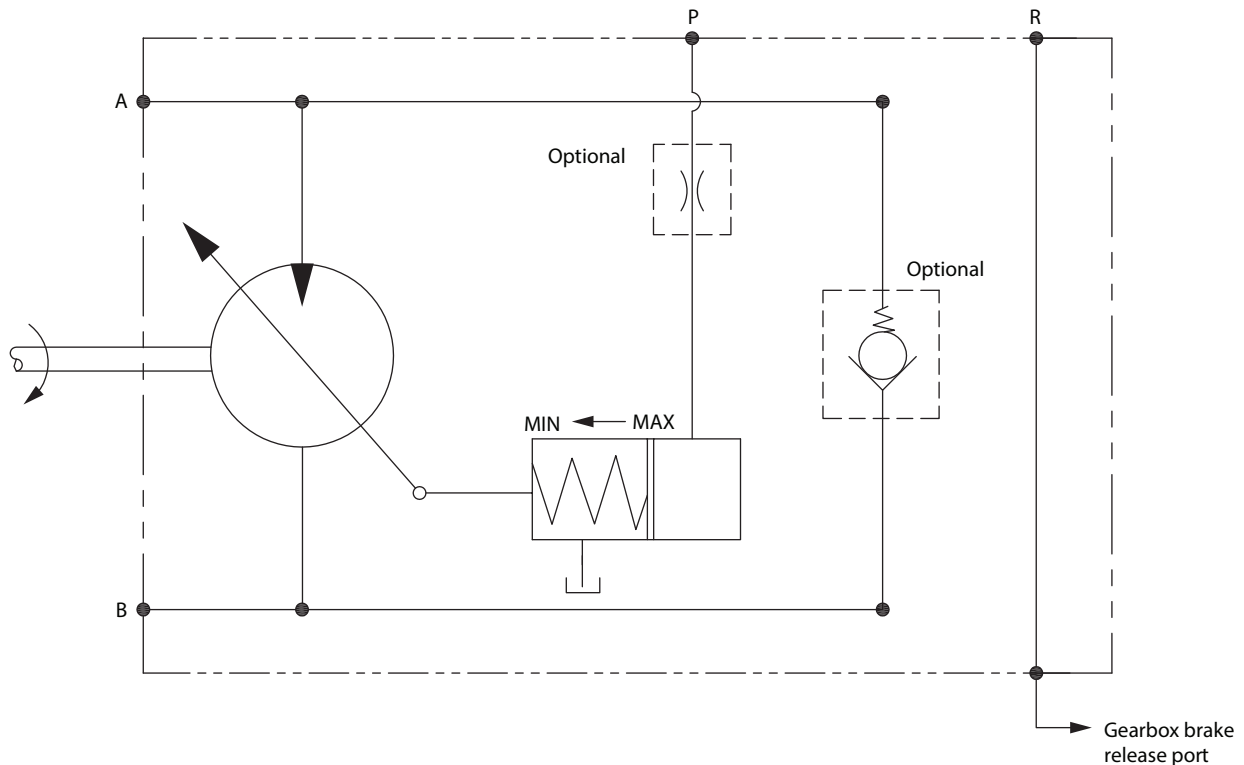 P
R
A
Optional
Optional
MIN
MAX
B
Gearbox brake
release port